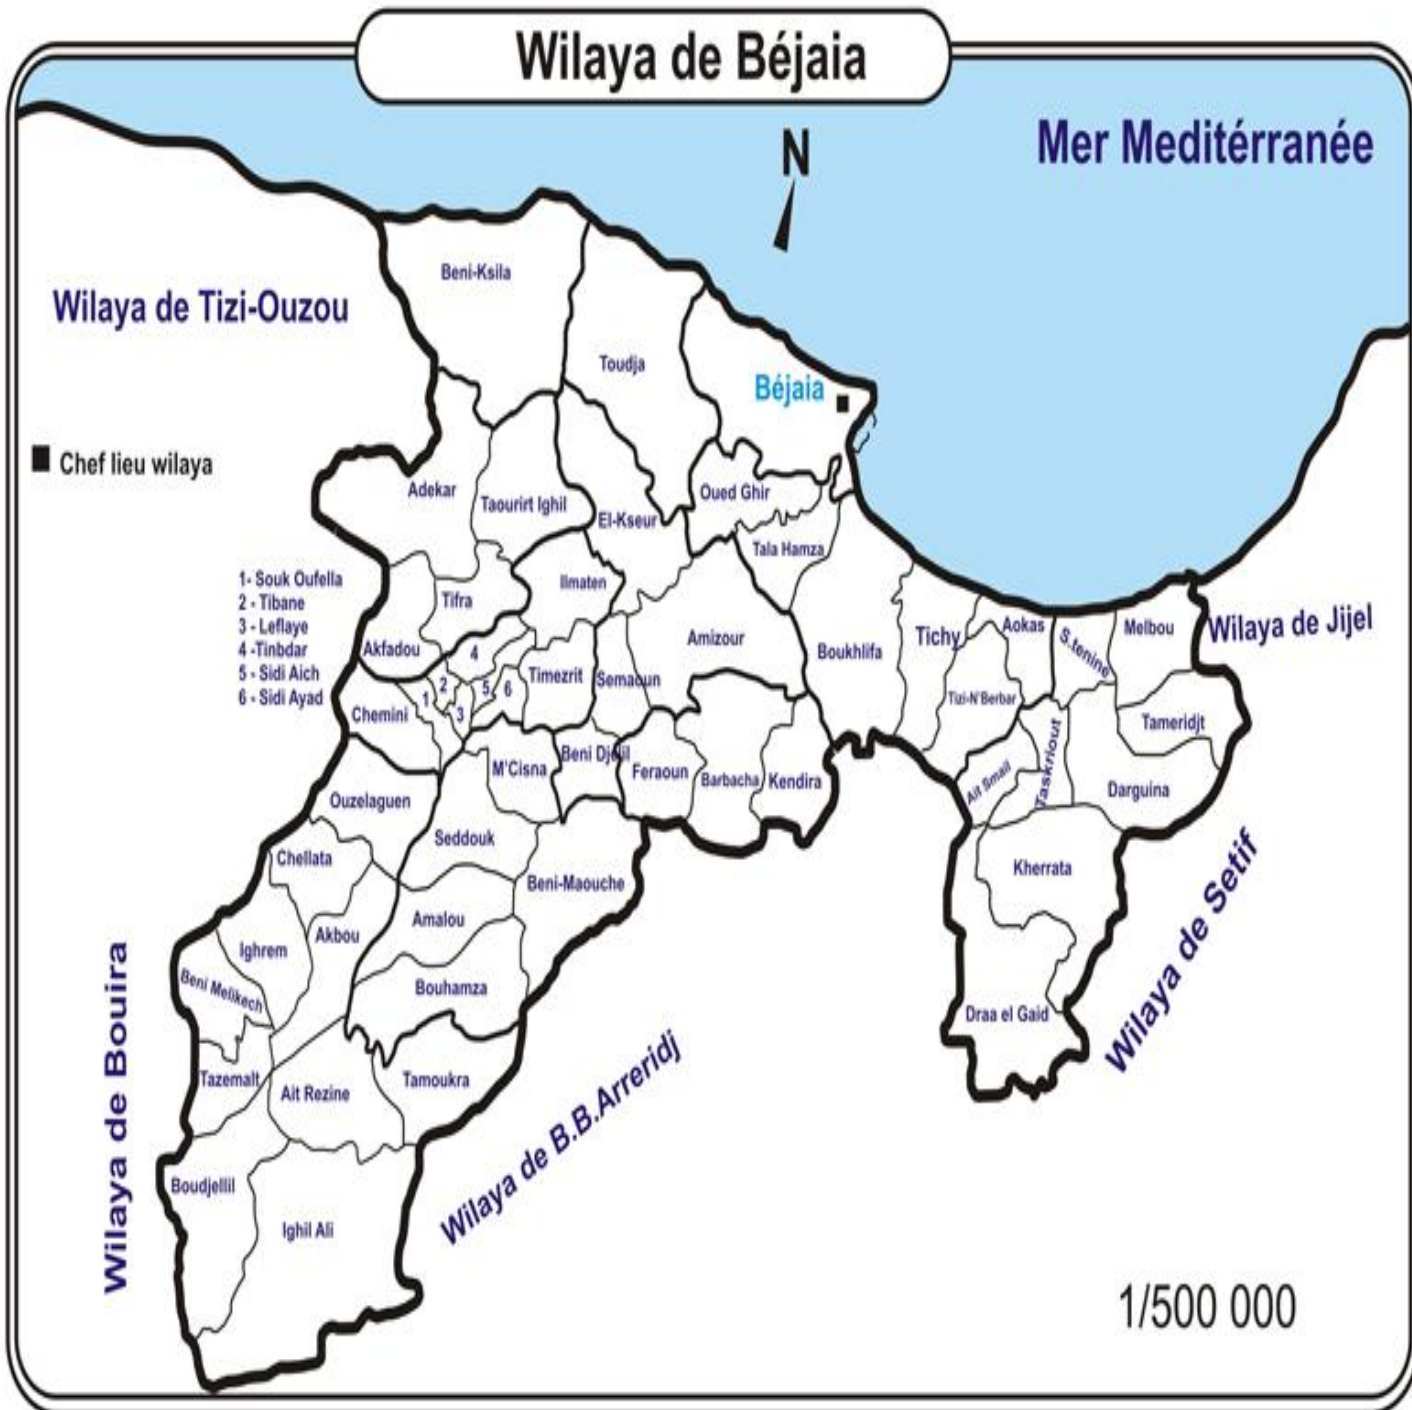 Wilaya de Béjaia
Mer Meditérranée
N
Beni-Ksila
Wilaya de Tizi-Ouzou
Toudja
Béjaia
Chef lieu wilaya
Adekar
Taourirt Ighil
Oued Ghir
El-Kseur
Tala Hamza
1- Souk Oufella
2 - Tibane
3 - Leflaye
4 -Tinbdar
5 - Sidi Aich
6 - Sidi Ayad
Ilmaten
Tifra
Akfadou
Amizour
Boukhlifa
Tichy
Aokas
S.tenine
Melbou
Wilaya de Jijel
4
2
1
3
5
6
Timezrit
Semaoun
Tizi-N'Berbar
Chemini
Tameridjt
M'Cisna
Beni Djelil
Feraoun
Barbacha
Kendira
Ait Smail
Taskriout
Darguina
Ouzelaguen
Seddouk
Chellata
Kherrata
Beni-Maouche
Amalou
Akbou
Ighrem
Beni Melikech
Bouhamza
Draa el Gaid
Wilaya de Setif
Wilaya de Bouira
Tazemalt
Ait Rezine
Tamoukra
Wilaya de B.B.Arreridj
Boudjellil
Ighil Ali
1/500 000